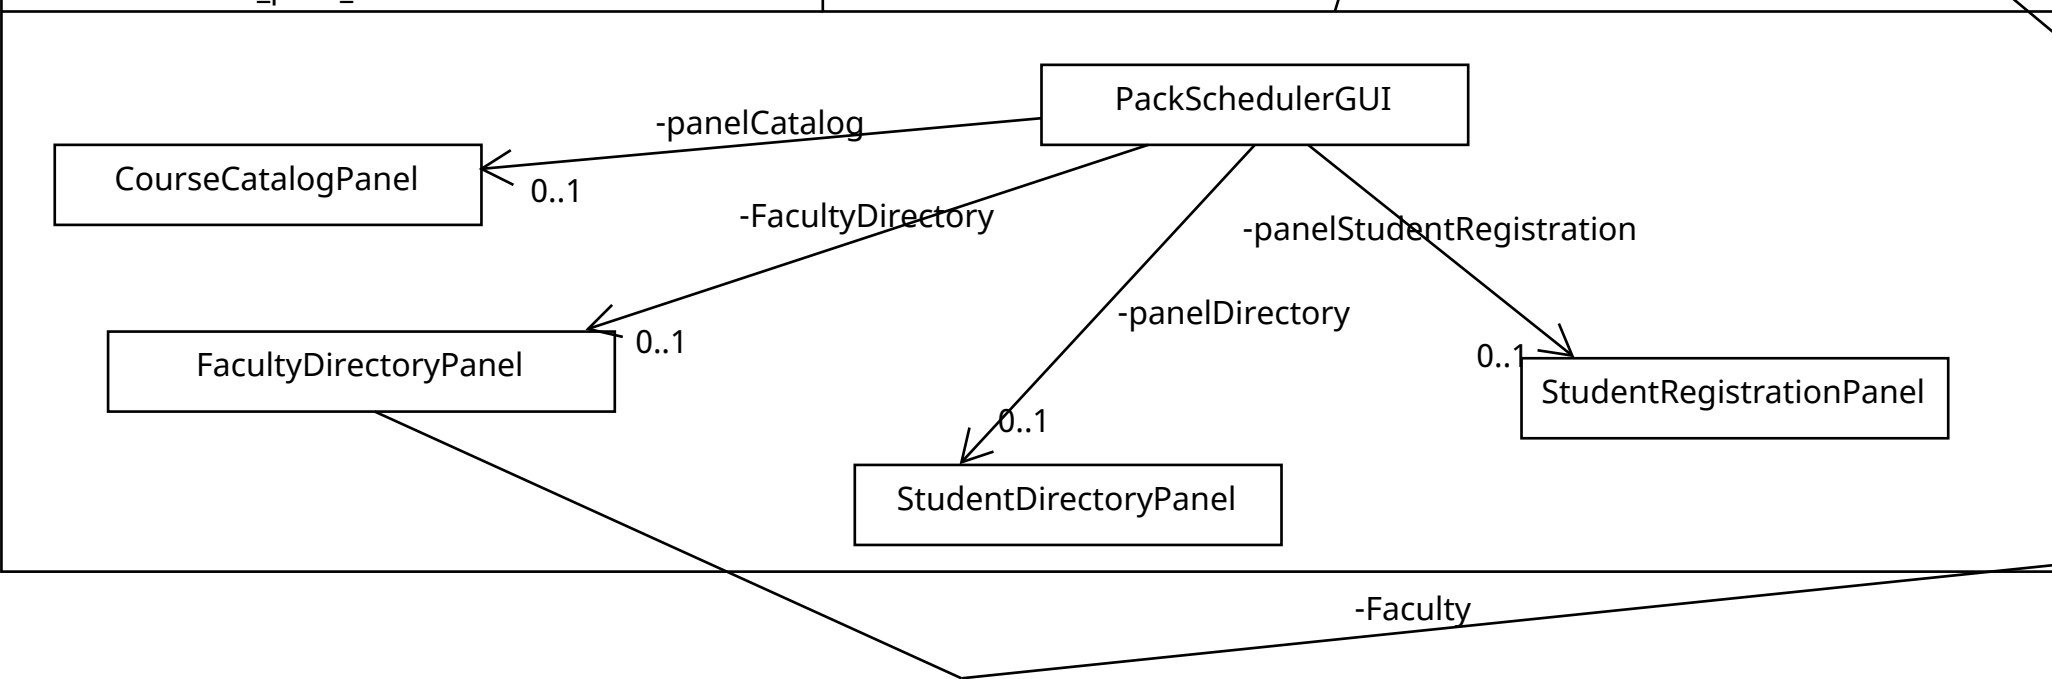 PackSchedulerGUI
-panelCatalog
CourseCatalogPanel
0..1
-FacultyDirectory
-panelStudentRegistration
-panelDirectory
0..1
0..1
FacultyDirectoryPanel
StudentRegistrationPanel
0..1
StudentDirectoryPanel
-Faculty